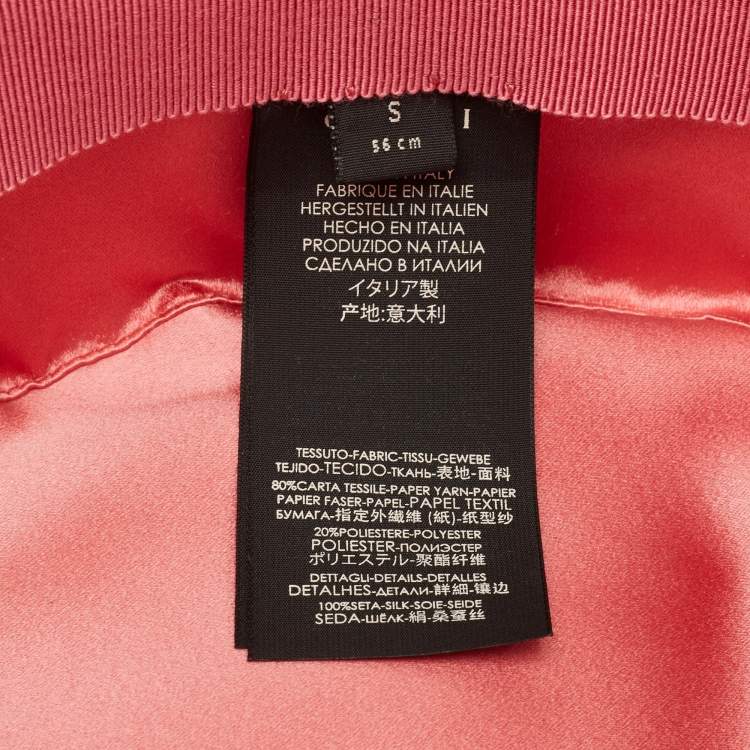 S
I
56 cm
ITALY
FABRIQUE EN ITALIE
HERGESTELLT IN ITALIEN
HECHO EN ITALIA
PRODUZIDO NA ITALIA
СДЕЛАНО В ИТАЛИИ
イタリア製
产地:意大利
TESSUTO-FABRIC-TISSU-GEWEBE
TEJIDO-TECIDO-ТКАНЬ-表地-面料
80%CARTA TESSILE-PAPER YARN-PAPIER
PAPIER FASER-PAPEL-PAPEL TEXTIL
БУМАГА-指定外繊維 (紙)-纸型纱
20%POLIESTERE-POLYESTER
POLIESTER-ПОЛИЭСТЕР
ポリエステル-聚酯纤维
DETTAGLI-DETAILS-DETALLES
DETALHES-ДЕТАЛИ-詳細-镶边
100%SETA-SILK-SOIE-SEIDE
SEDA-ШЁЛК-絹-桑蚕丝